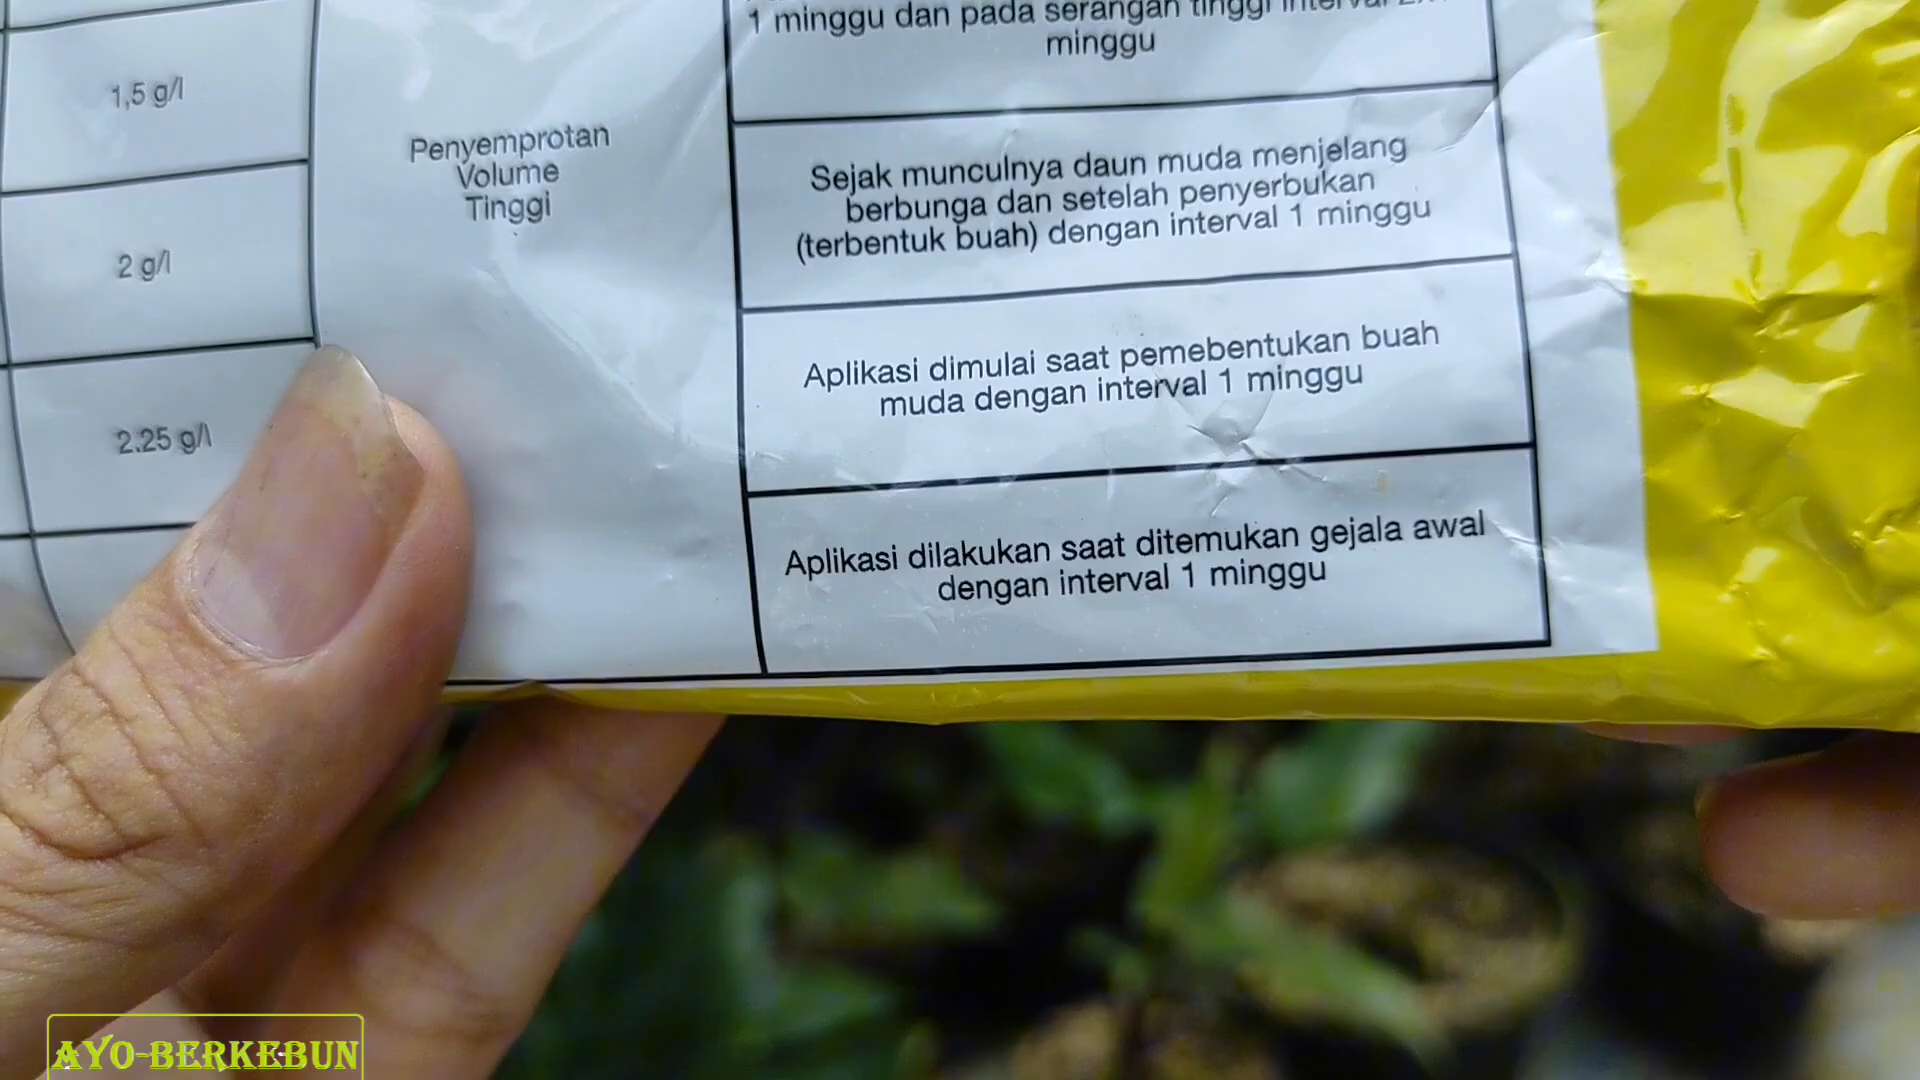 1 minggu dan pada serangan tinggi interval
minggu
1,5 g/l
Penyemprotan
Volume
Tinggi
Sejak munculnya daun muda menjelang
berbunga dan setelah penyerbukan
(terbentuk buah) dengan interval 1 minggu
2 g/l
Aplikasi dimulai saat pemebentukan buah
muda dengan interval 1 minggu
2.25 g/l
Aplikasi dilakukan saat ditemukan gejala awal
dengan interval 1 minggu
AYO-BERKEBUN